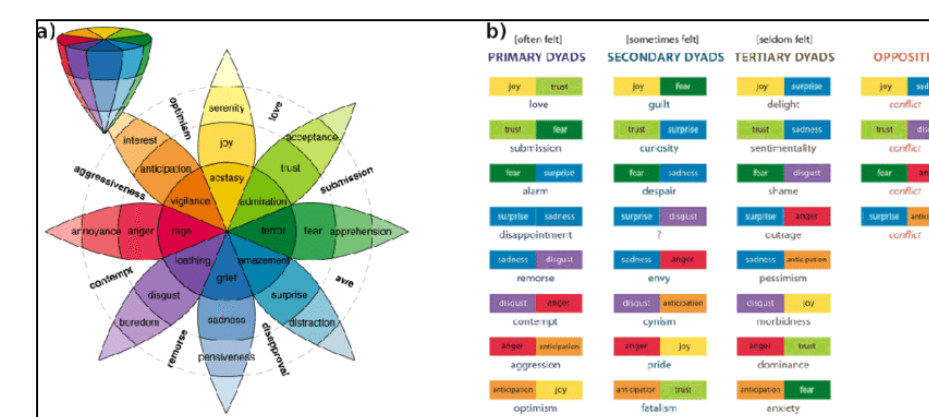 a)
optimism
serenity
love
interest
joy
acceptance
anticipation
trust
aggressiveness
ecstasy
submission
vigilance
admiration
annoyance anger rage
terror fear apprehension
loathing
amazement
contempt
grief
awe
disgust
surprise
boredom
sadness
distraction
remorse
disapproval
pensiveness
b)
[often felt] [sometimes felt] [seldom felt]
PRIMARY DYADS SECONDARY DYADS TERTIARY DYADS OPPOSIT
joy trust joy fear joy surprise joy sad
love guilt delight conflict
trust fear trust surprise trust sadness trust disg
submission curiosity sentimentality conflict
fear surprise fear sadness fear disgust fear an
alarm despair shame conflict
surprise sadness surprise disgust surprise anger surprise antici
disappointment ? outrage conflict
sadness disgust sadness anger sadness anticipation
remorse envy pessimism
disgust anger disgust anticipation disgust joy
contempt cynism morbidness
anger anticipation anger joy anger trust
aggression pride dominance
anticipation joy anticipation trust anticipation fear
optimism fatalism anxiety